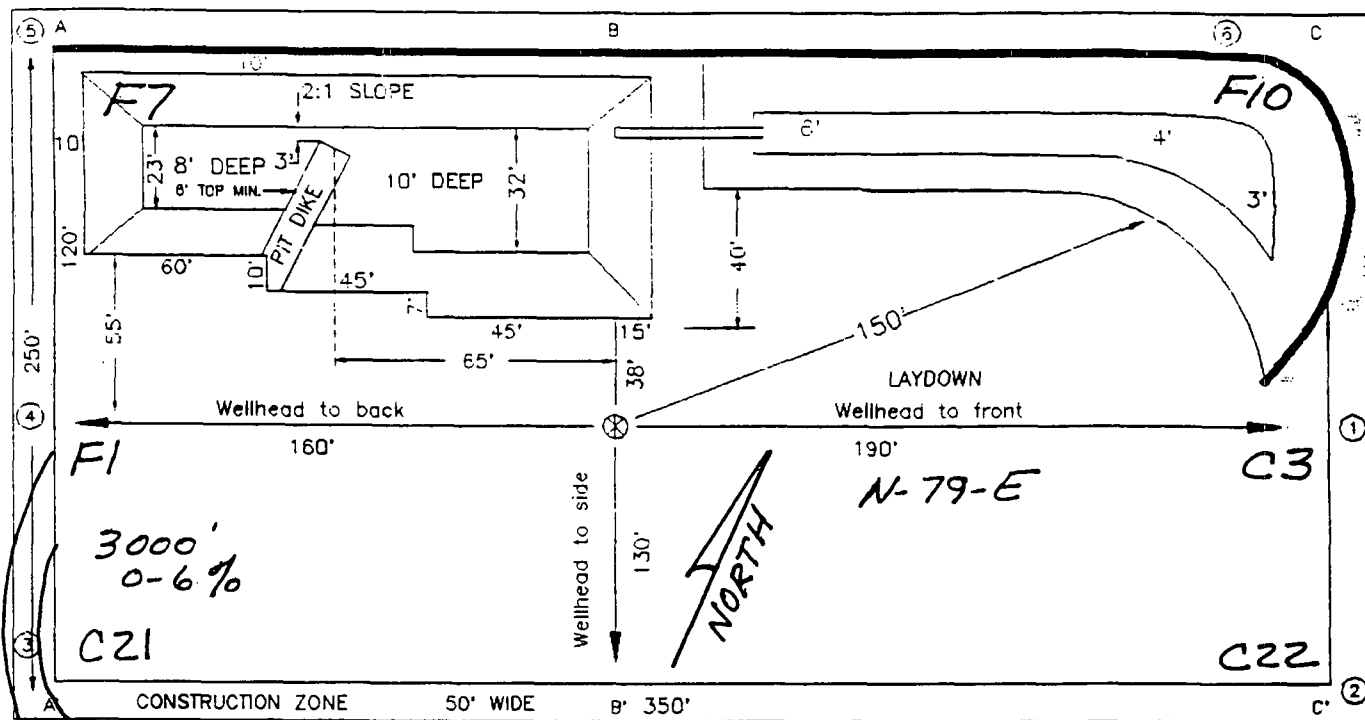 5 A B 6 C
10'
F7 2:1 SLOPE F10
6' 4'
10' 23' 8' DEEP 3' 10' DEEP 32' 3'
6' TOP MIN.
PIT DIKE
120' 60' 10' 45' 40'
7'
55' 45' 15' 150'
250' 65' 38' LAYDOWN
4 Wellhead to back Wellhead to front 1
160' 190'
F1 C3
N-79-E
Wellhead to side 130' NORTH
3000'
0-6%
3 C21 C22
A' CONSTRUCTION ZONE 50' WIDE B' 350' C' 2